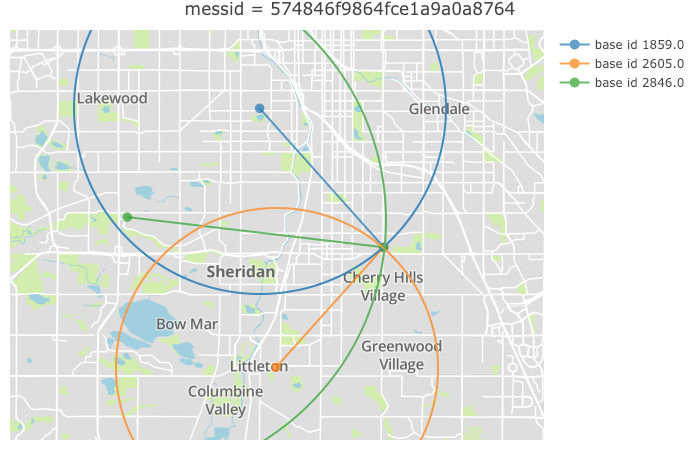 messid = 574846f9864fce1a9a0a8764
base id 1859.0
base id 2605.0
base id 2846.0
Lakewood
Glendale
Sheridan
Cherry Hills
Village
Bow Mar
Greenwood
Village
Littleton
Columbine
Valley